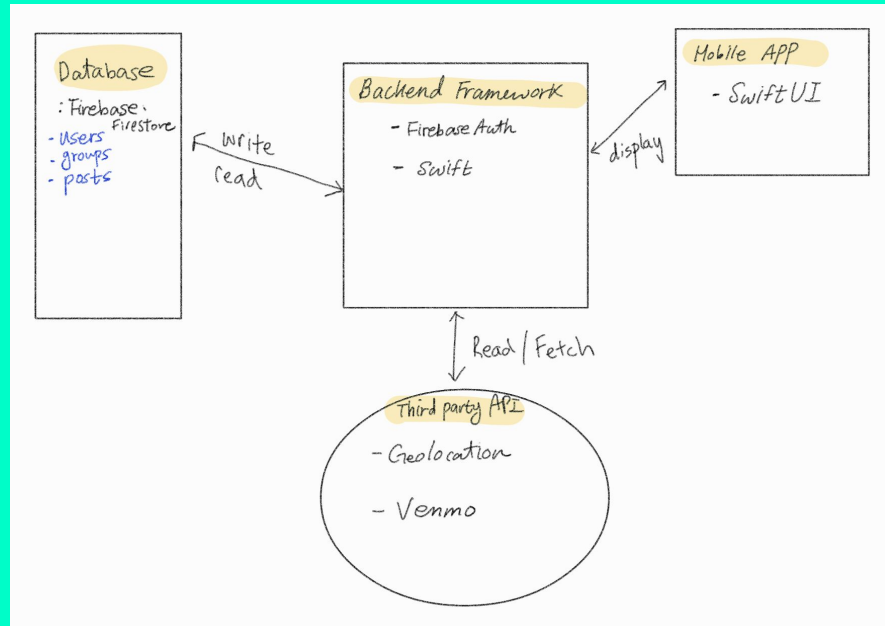 Database
: Firebase.
Firestore
- users
- groups
- posts
write
read
Backend Framework
- Firebase Auth
- Swift
display
Mobile APP
- SwiftUI
Read / Fetch
Third party API
- Geolocation
- Venmo